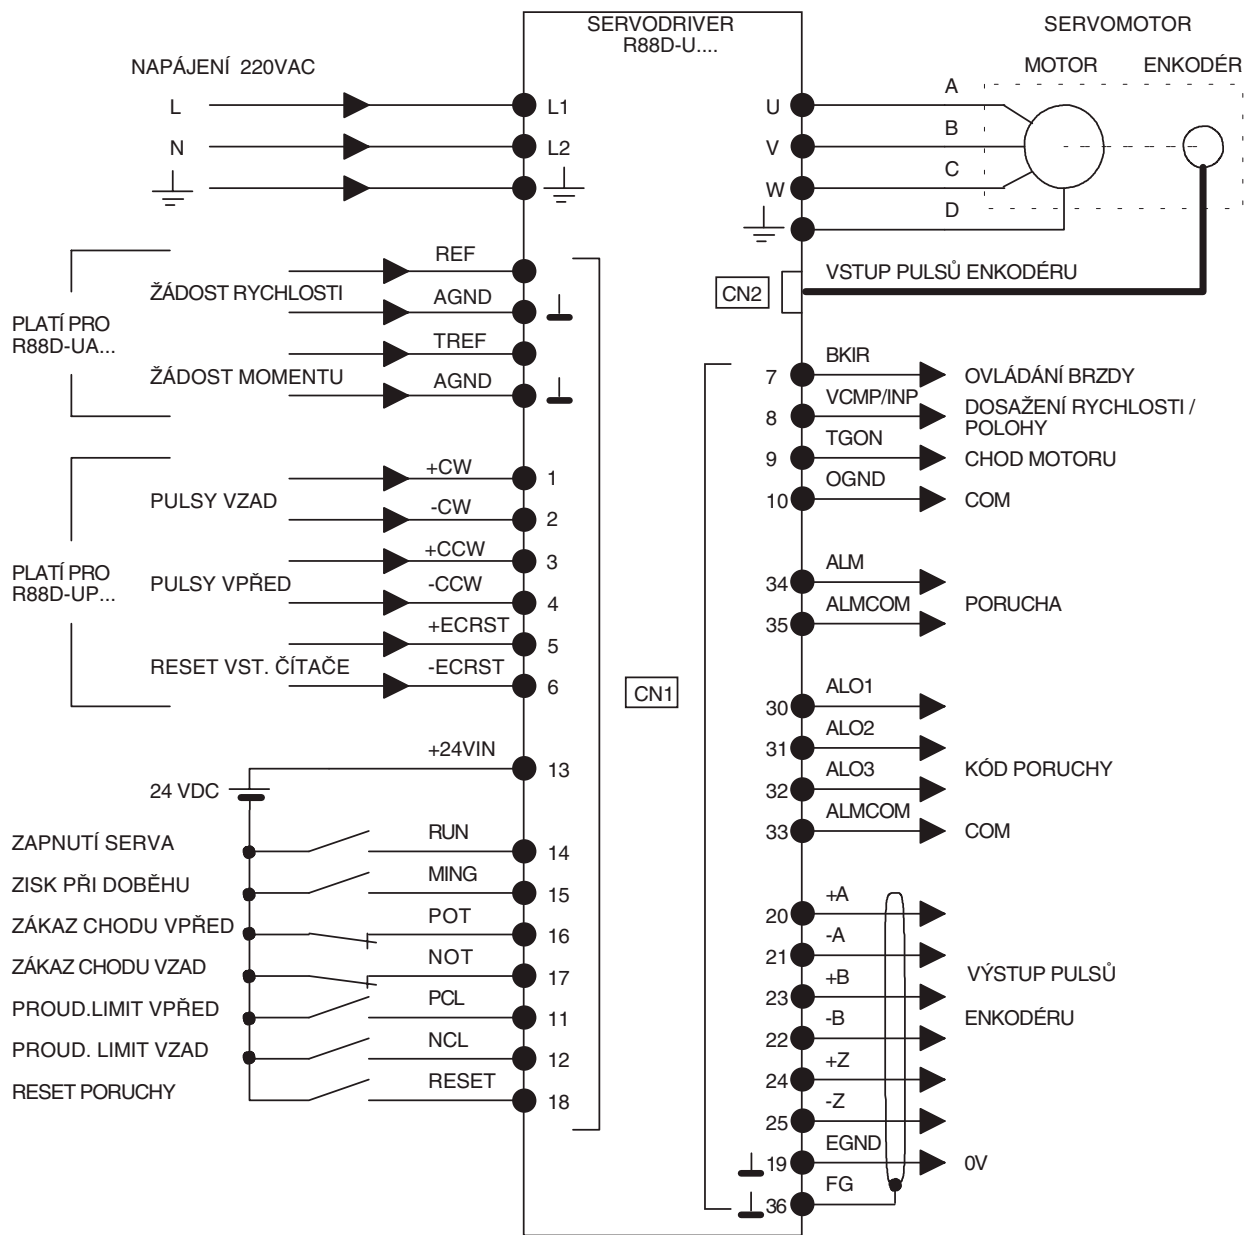 SERVODRIVER
R88D-U....
SERVOMOTOR
NAPÁJENÍ 220VAC
MOTOR
ENKODÉR
L
L1
U
A
N
L2
V
B
W
C
D
REF
ŽÁDOST RYCHLOSTI
AGND
PLATÍ PRO
R88D-UA...
TREF
ŽÁDOST MOMENTU
AGND
CN2
VSTUP PULSŮ ENKODÉRU
+CW
1
PULSY VZAD
-CW
2
+CCW
3
PLATÍ PRO
R88D-UP...
PULSY VPŘED
-CCW
4
+ECRST
5
RESET VST. ČÍTAČE
-ECRST
6
CN1
+24VIN
13
24 VDC
ZAPNUTÍ SERVA
RUN
14
ZISK PŘI DOBĚHU
MING
15
ZÁKAZ CHODU VPŘED
POT
16
ZÁKAZ CHODU VZAD
NOT
17
PROUD.LIMIT VPŘED
PCL
11
PROUD. LIMIT VZAD
NCL
12
RESET PORUCHY
RESET
18
7
BKIR
OVLÁDÁNÍ BRZDY
8
VCMP/INP
DOSAŽENÍ RYCHLOSTI /
POLOHY
9
TGON
CHOD MOTORU
10
OGND
COM
34
ALM
35
ALMCOM
PORUCHA
30
ALO1
31
ALO2
32
ALO3
KÓD PORUCHY
33
ALMCOM
COM
20
+A
21
-A
23
+B
VÝSTUP PULSŮ
ENKODÉRU
22
-B
24
+Z
25
-Z
19
EGND
0V
36
FG